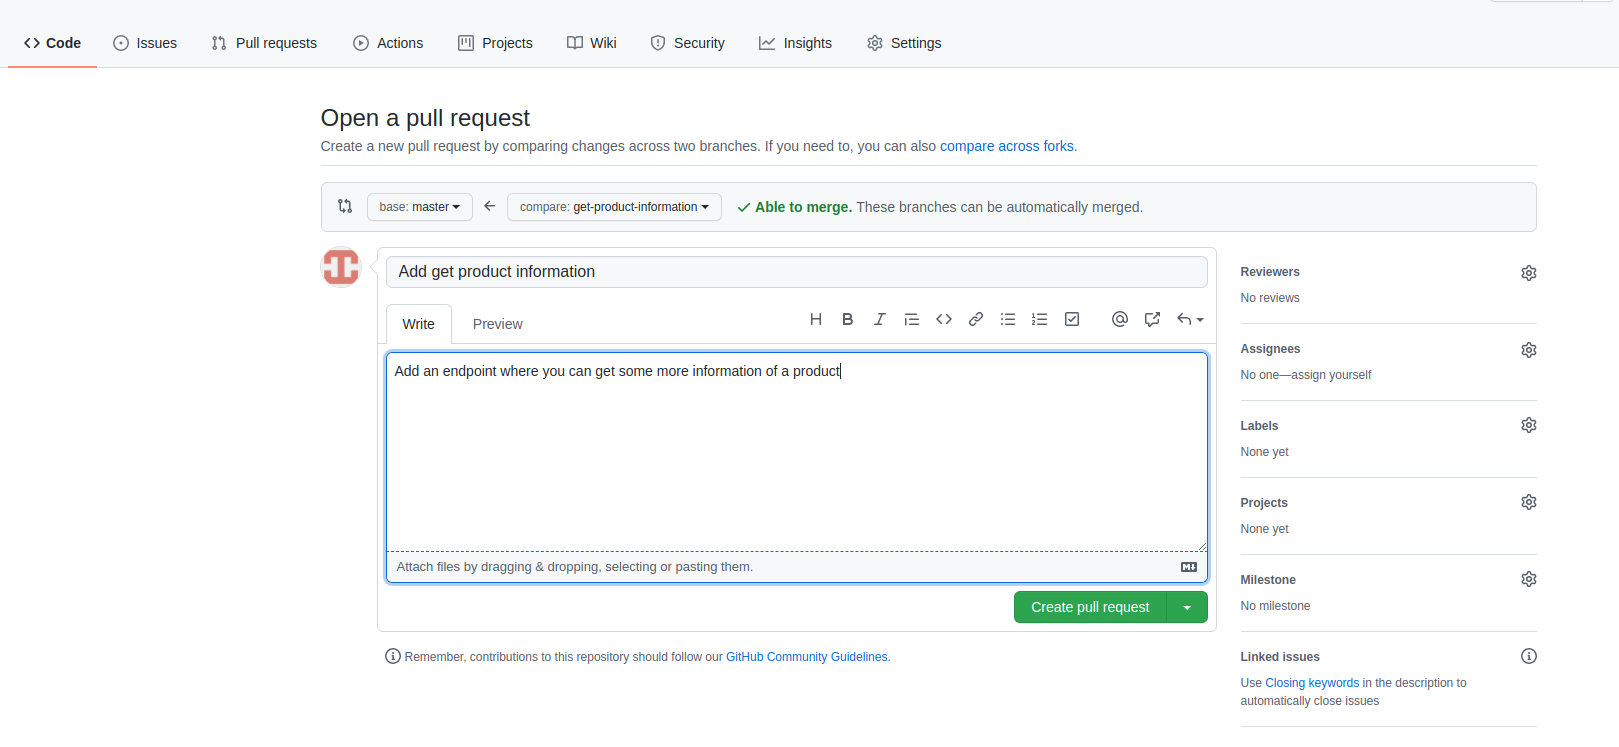 Code Issues Pull requests Actions Projects Wiki Security Insights Settings
Open a pull request
Create a new pull request by comparing changes across two branches. If you need to, you can also compare across forks.
base: master compare: get-product-information Able to merge. These branches can be automatically merged.
Add get product information
Write Preview
Add an endpoint where you can get some more information of a product
Attach files by dragging & dropping, selecting or pasting them.
Create pull request
Remember, contributions to this repository should follow our GitHub Community Guidelines.
Reviewers
No reviews
Assignees
No one—assign yourself
Labels
None yet
Projects
None yet
Milestone
No milestone
Linked issues
Use Closing keywords in the description to
automatically close issues